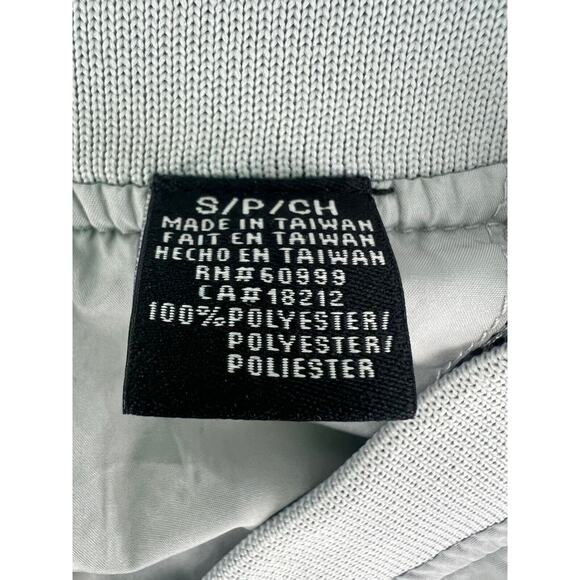 S/P/CH
MADE IN TAIWAN
FAIT EN TAIWAN
HECHO EN TAIWAN
RN#60999
CA#18212
100%POLYESTER/
POLYESTER/
POLIESTER